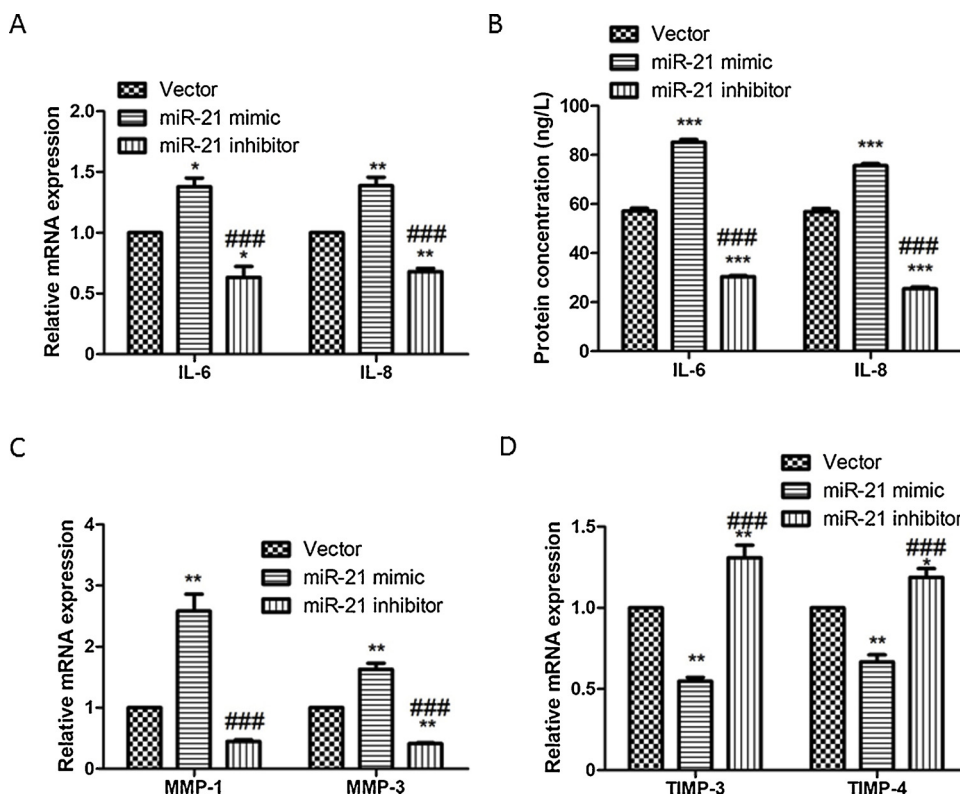 A
Vector
miR-21 mimic
miR-21 inhibitor
Relative mRNA expression
2.0
1.5
1.0
0.5
0
*
###
*
**
###
**
IL-6
IL-8
B
Vector
miR-21 mimic
miR-21 inhibitor
Protein concentration (ng/L)
100
80
60
40
20
0
***
###
***
***
###
***
IL-6
IL-8
C
Vector
miR-21 mimic
miR-21 inhibitor
Relative mRNA expression
4
3
2
1
0
**
###
**
###
**
MMP-1
MMP-3
D
Vector
miR-21 mimic
miR-21 inhibitor
Relative mRNA expression
1.5
1.0
0.5
0
**
###
**
**
###
*
TIMP-3
TIMP-4